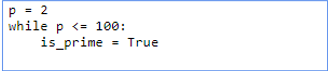 p = 2
while p <= 100:
    is_prime = True